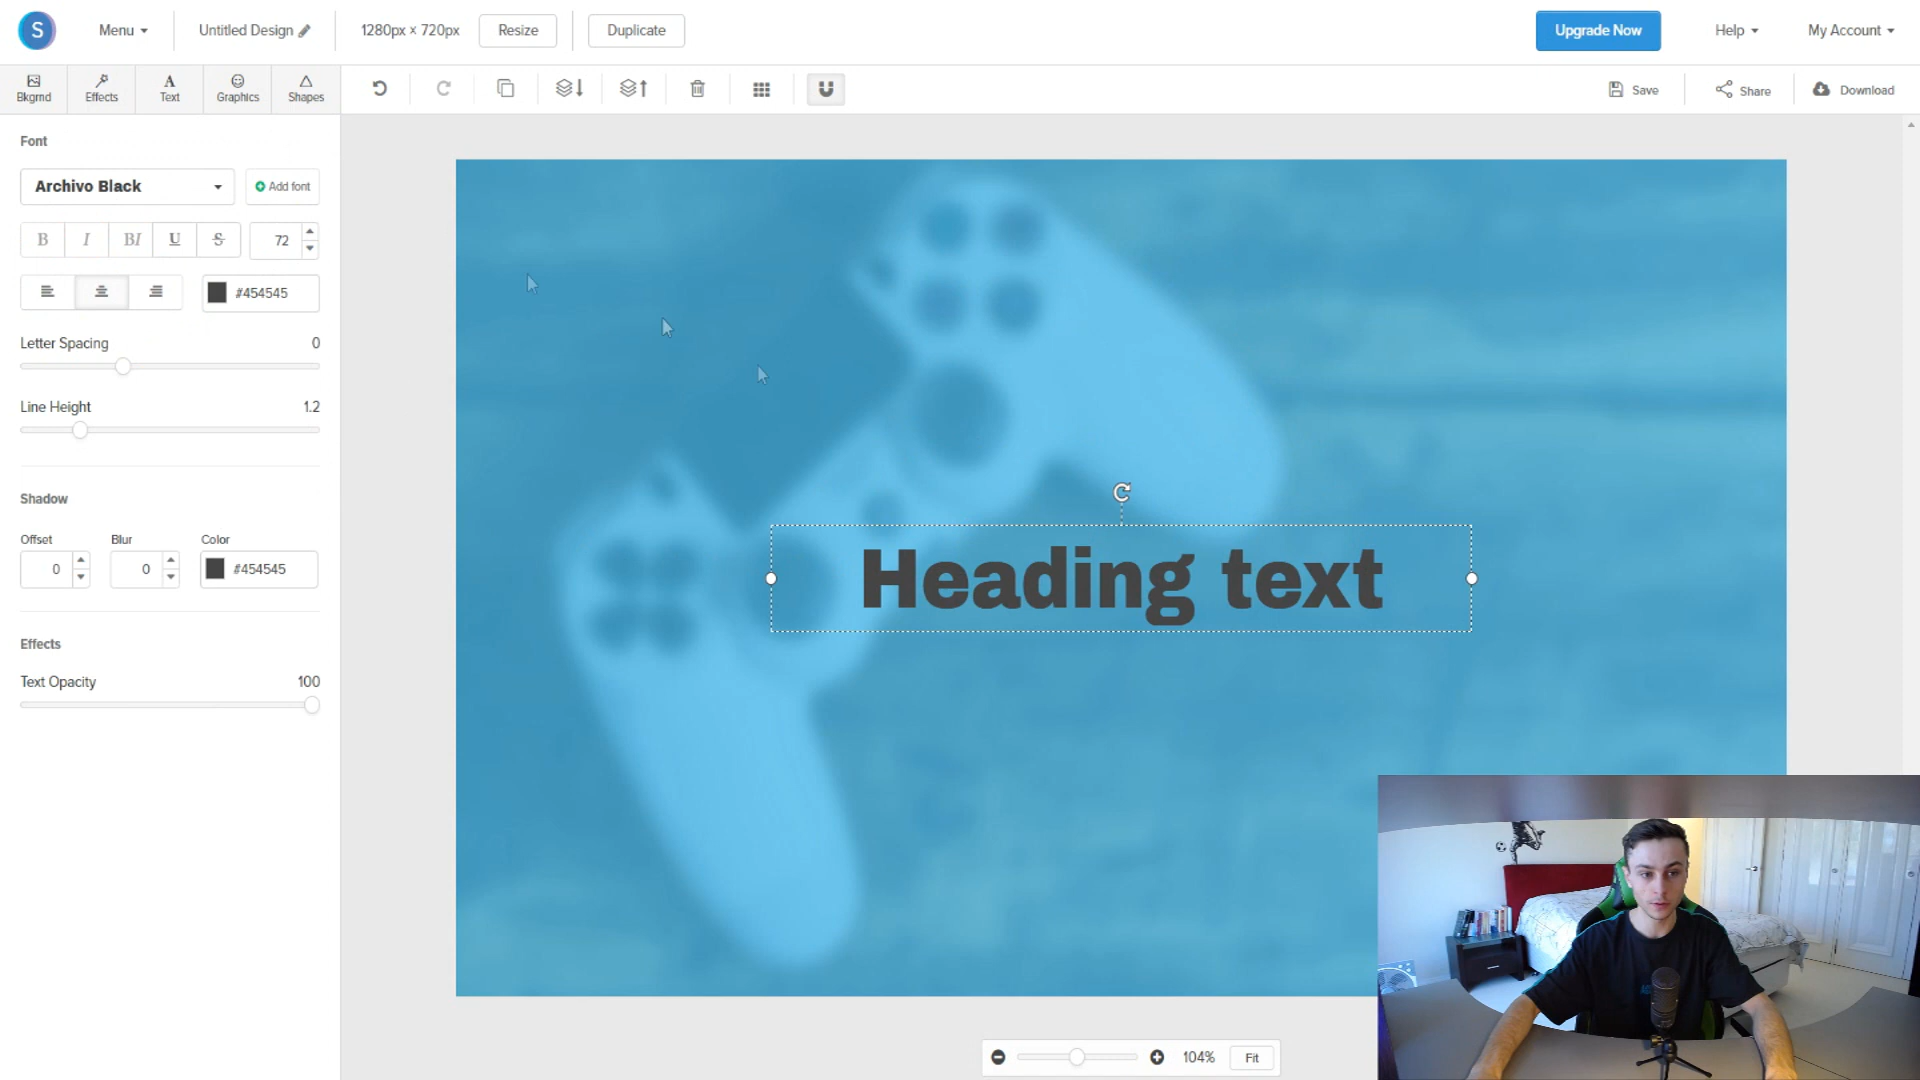 S
Menu
Untitled Design
1280px × 720px
Resize
Duplicate
Upgrade Now
Help
My Account
Bkgrnd
Effects
Text
Graphics
Shapes
Save
Share
Download
Font
Archivo Black
Add font
B
I
BI
U
S
72
#454545
Letter Spacing
0
Line Height
1.2
Shadow
Offset
Blur
Color
0
0
#454545
Effects
Text Opacity
100
Heading text
104%
Fit